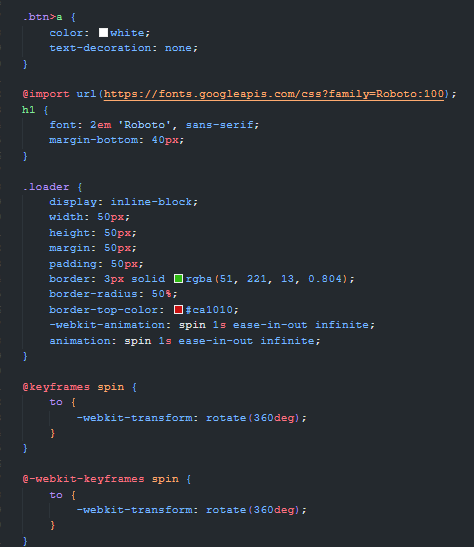 .btn>a {
    color: white;
    text-decoration: none;
}

@import url(https://fonts.googleapis.com/css?family=Roboto:100);
h1 {
    font: 2em 'Roboto', sans-serif;
    margin-bottom: 40px;
}

.loader {
    display: inline-block;
    width: 50px;
    height: 50px;
    margin: 50px;
    padding: 50px;
    border: 3px solid rgba(51, 221, 13, 0.804);
    border-radius: 50%;
    border-top-color: #ca1010;
    -webkit-animation: spin 1s ease-in-out infinite;
    animation: spin 1s ease-in-out infinite;
}

@keyframes spin {
    to {
        -webkit-transform: rotate(360deg);
    }
}

@-webkit-keyframes spin {
    to {
        -webkit-transform: rotate(360deg);
    }
}